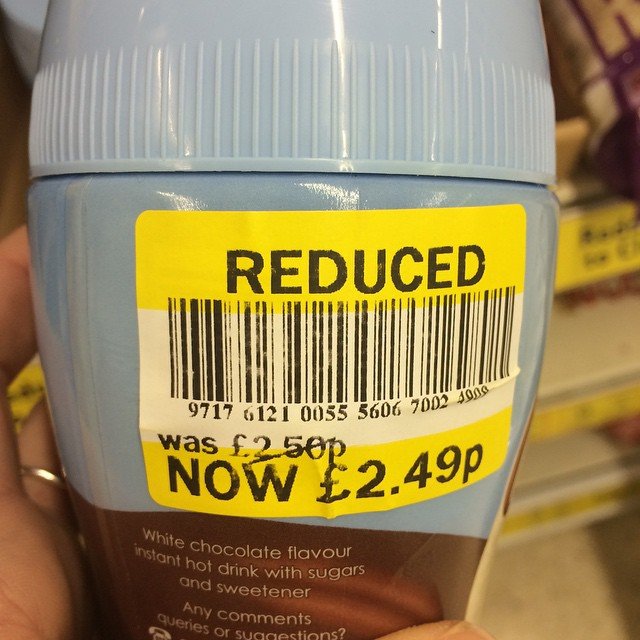 REDUCED
9717 6121 0055 5606 7002 4909
was £2.50p
NOW £2.49p
White chocolate flavour
instant hot drink with sugars
and sweetener
Any comments
queries or suggestions?